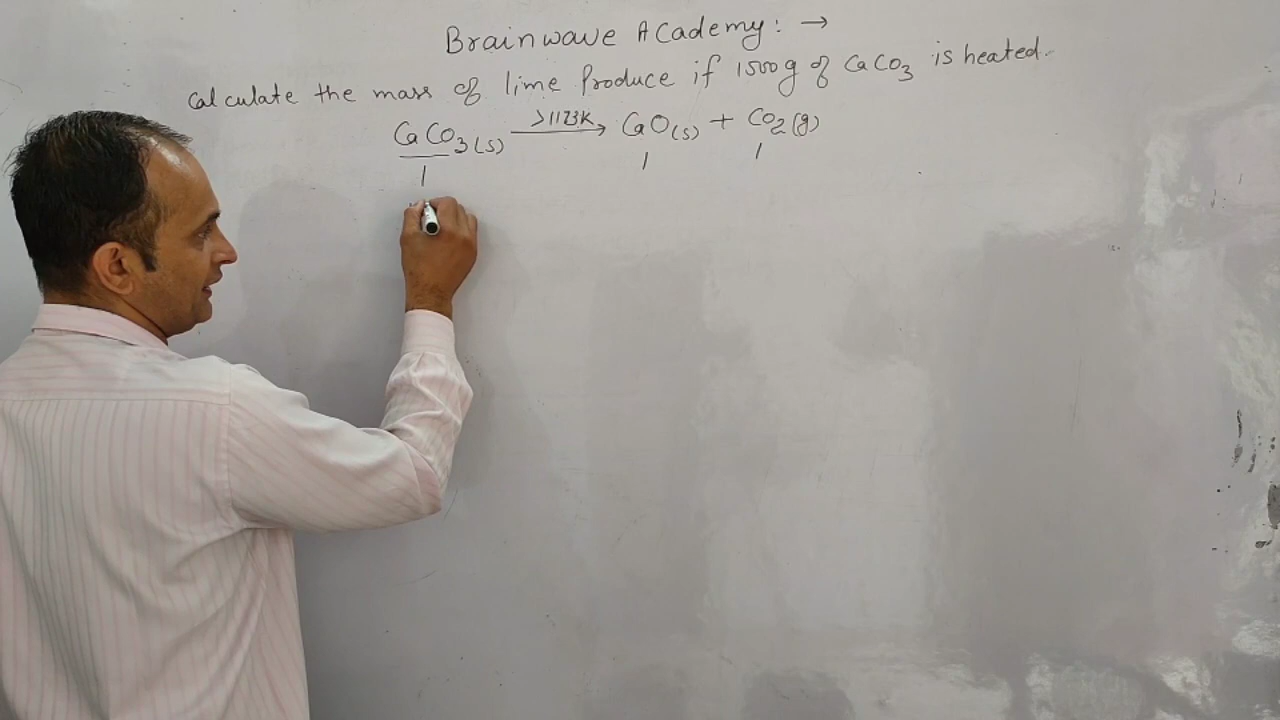 Brainwave Academy: →
Calculate the mass of lime Produce if 1500g of CaCO3 is heated.
CaCO3(s) >1123K→ CaO(s) + CO2(g)
1 1 1